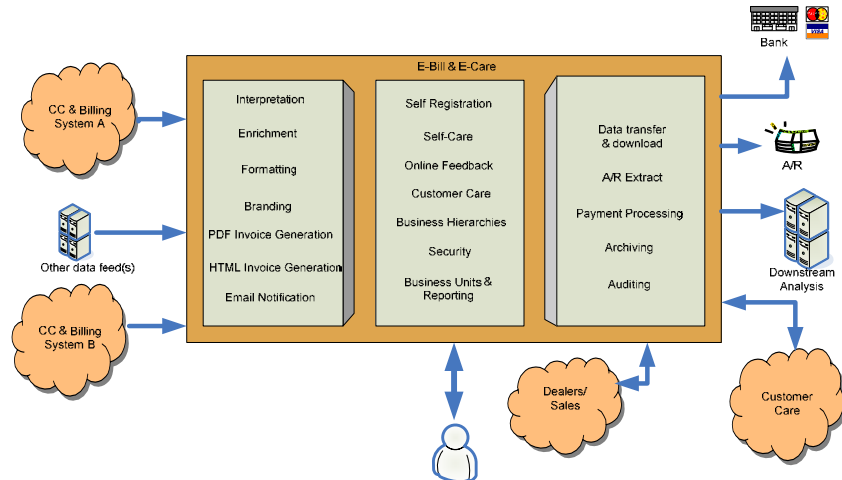 Bank
VISA
E-Bill & E-Care
CC & Billing
System A
Other data feed(s)
CC & Billing
System B
Interpretation
Enrichment
Formatting
Branding
PDF Invoice Generation
HTML Invoice Generation
Email Notification
Self Registration
Self-Care
Online Feedback
Customer Care
Business Hierarchies
Security
Business Units &
Reporting
Data transfer
& download
A/R Extract
Payment Processing
Archiving
Auditing
A/R
Downstream
Analysis
Dealers/
Sales
Customer
Care